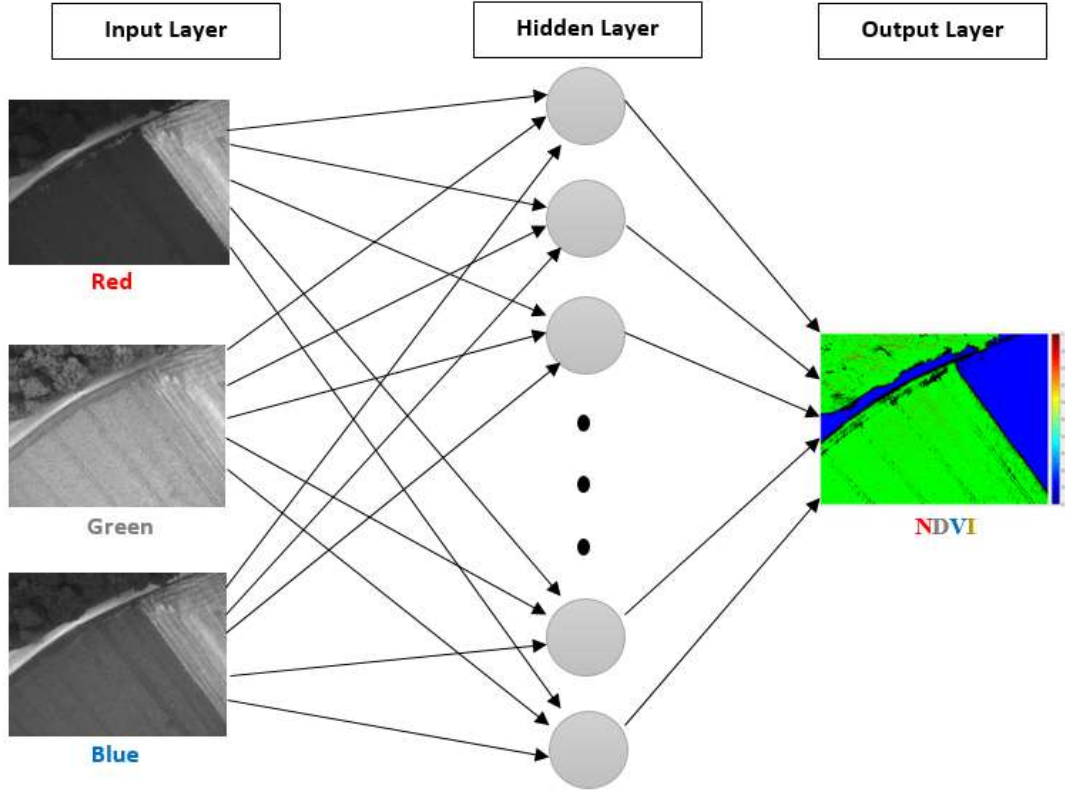 Input Layer
Hidden Layer
Output Layer
Red
Green
Blue
NDVI